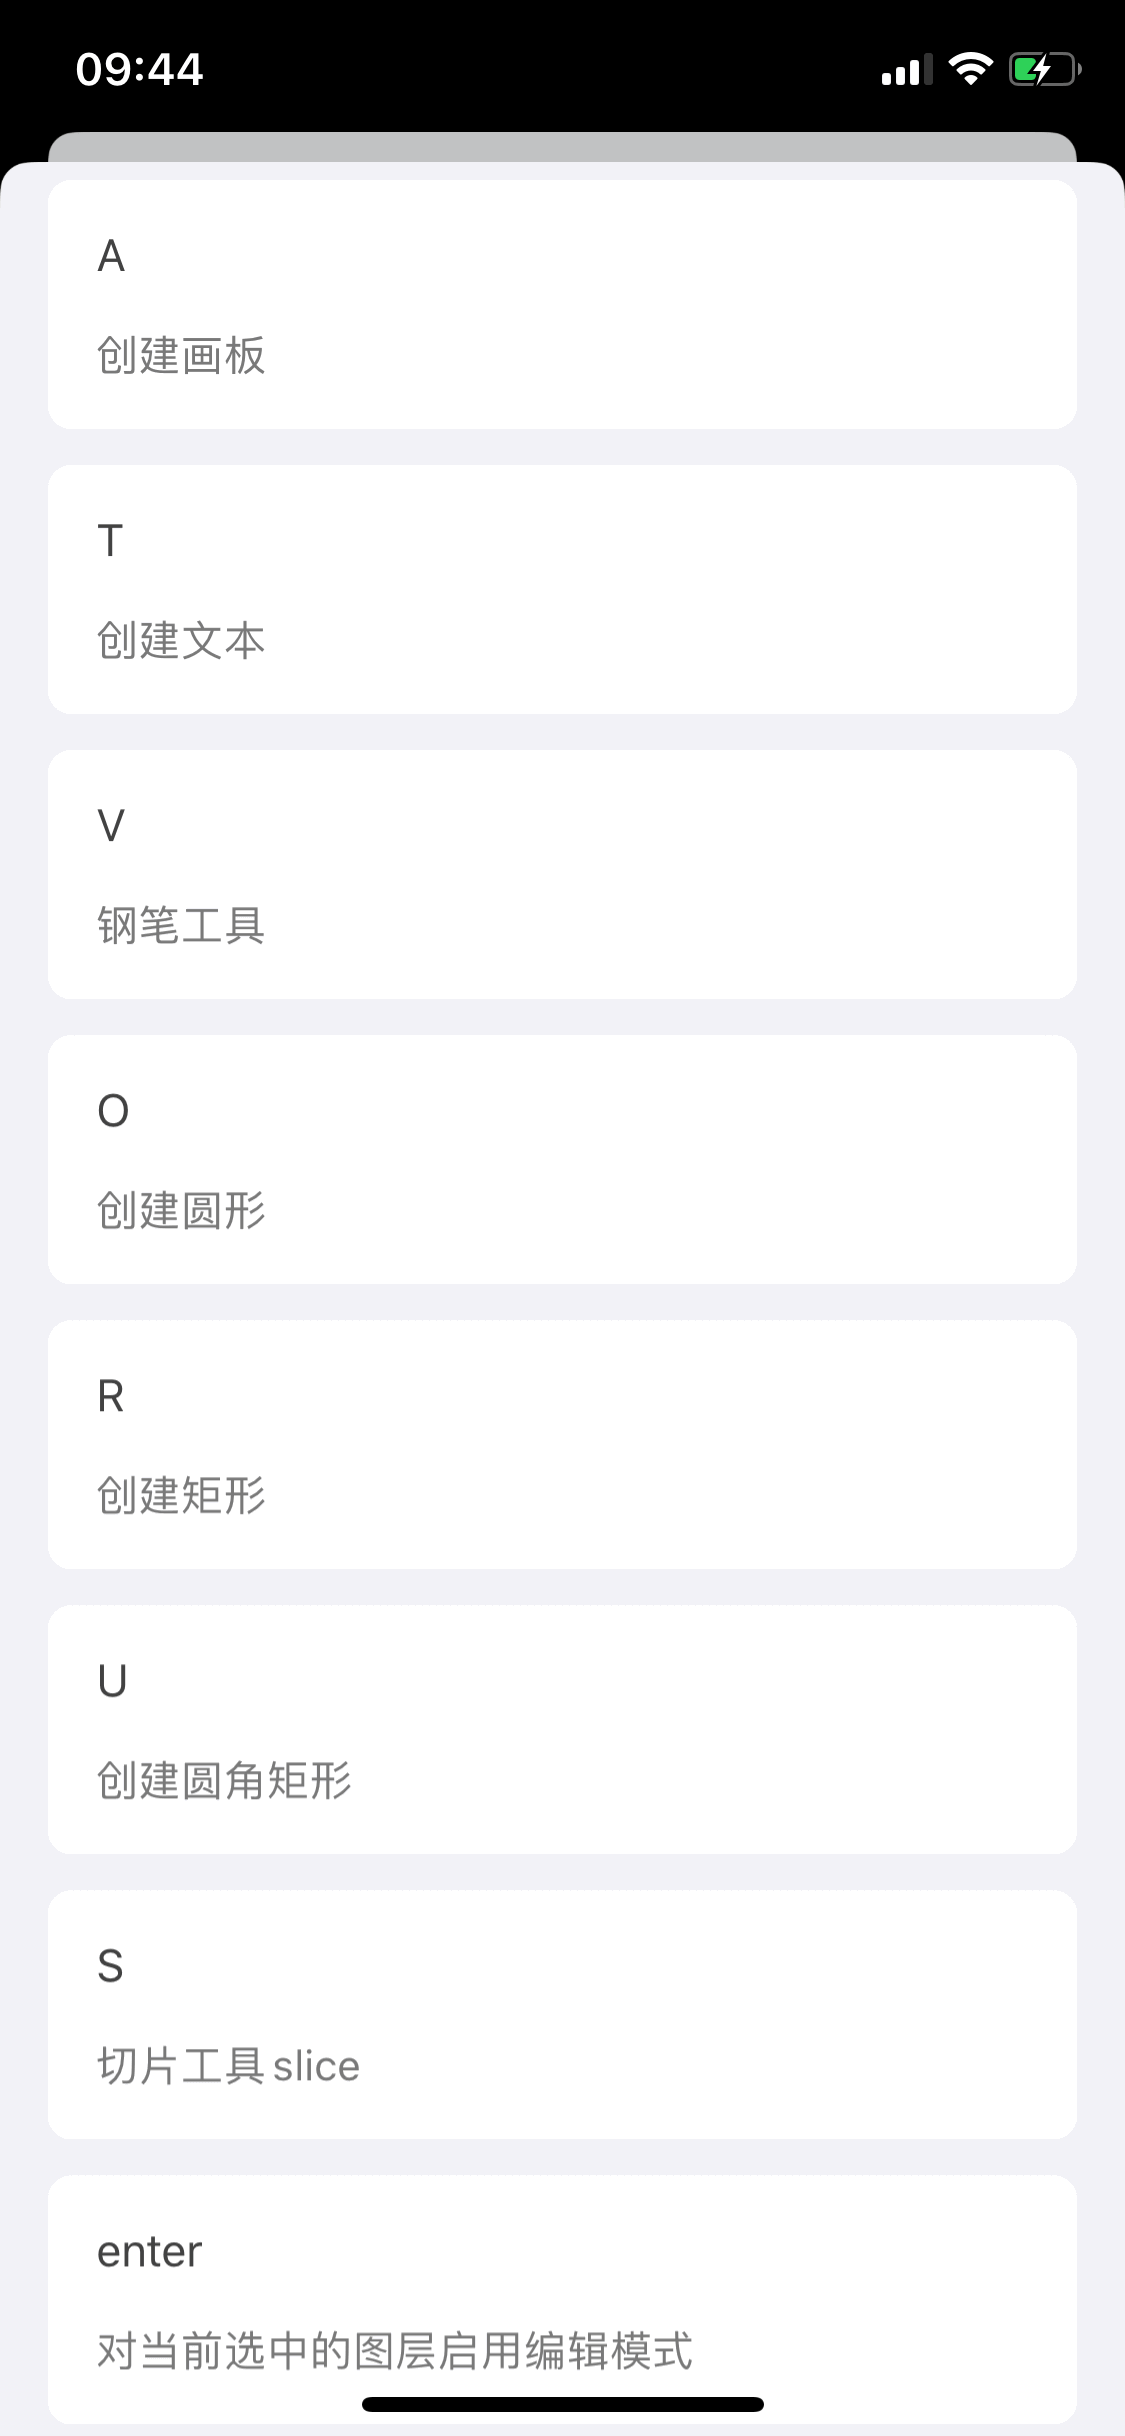 09:44
A
创建画板
T
创建文本
V
钢笔工具
O
创建圆形
R
创建矩形
U
创建圆角矩形
S
切片工具 slice
enter
对当前选中的图层启用编辑模式